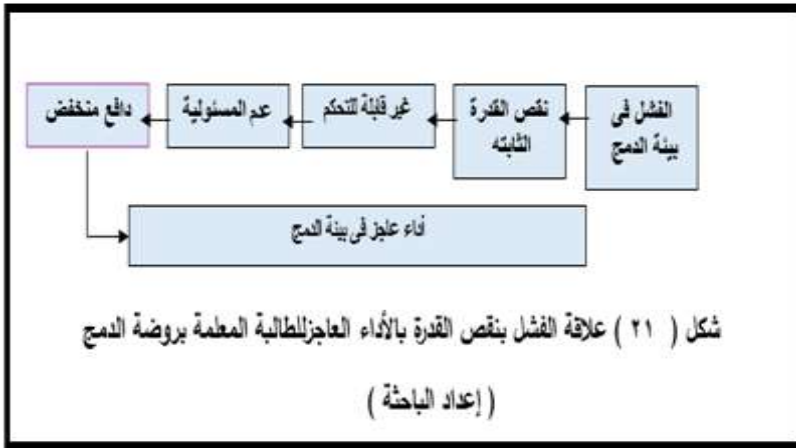 الفشل فى
بيئة الدمج
نقص القدرة
الثابته
غير قابلة للتحكم
عدم المسئولية
دافع منخفض
أداء عاجز فى بيئة الدمج
شكل ( ٢١ ) علاقة الفشل بنقص القدرة بالأداء العاجزللطالبة المعلمة بروضة الدمج
( إعداد الباحثة )